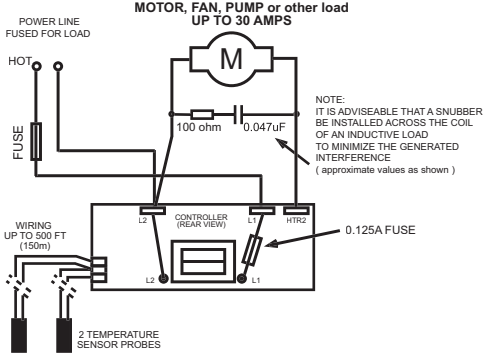 MOTOR, FAN, PUMP or other load
UP TO 30 AMPS
POWER LINE
FUSED FOR LOAD
HOT
M
FUSE
100 ohm
0.047uF
NOTE:
IT IS ADVISEABLE THAT A SNUBBER
BE INSTALLED ACROSS THE COIL
OF AN INDUCTIVE LOAD
TO MINIMIZE THE GENERATED
INTERFERENCE
( approximate values as shown )
L2
CONTROLLER
(REAR VIEW)
L1
HTR2
0.125A FUSE
WIRING
UP TO 500 FT
(150m)
L2
L1
2 TEMPERATURE
SENSOR PROBES